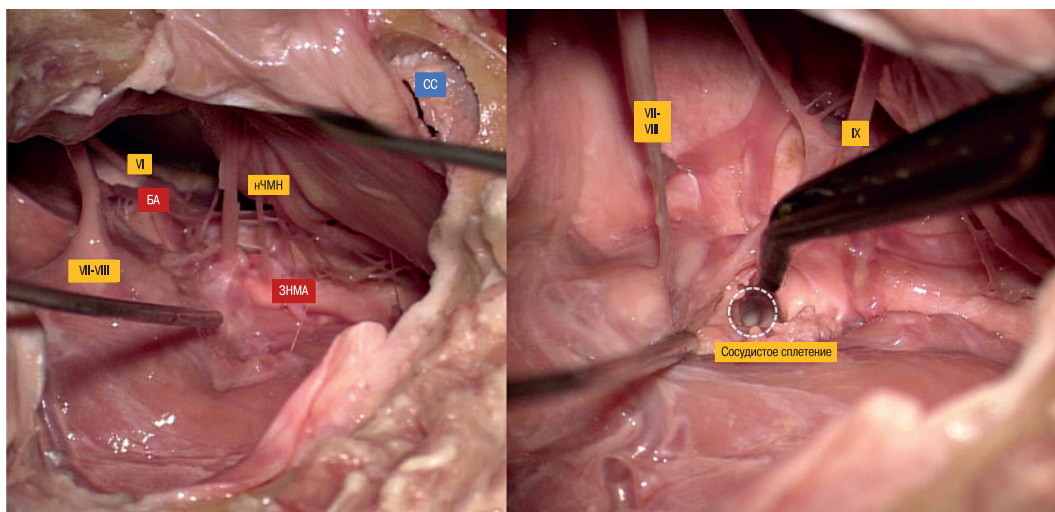 СС
VI
нЧМН
БА
VII-VIII
ЗНМА
VII-
VIII
IX
Сосудистое сплетение